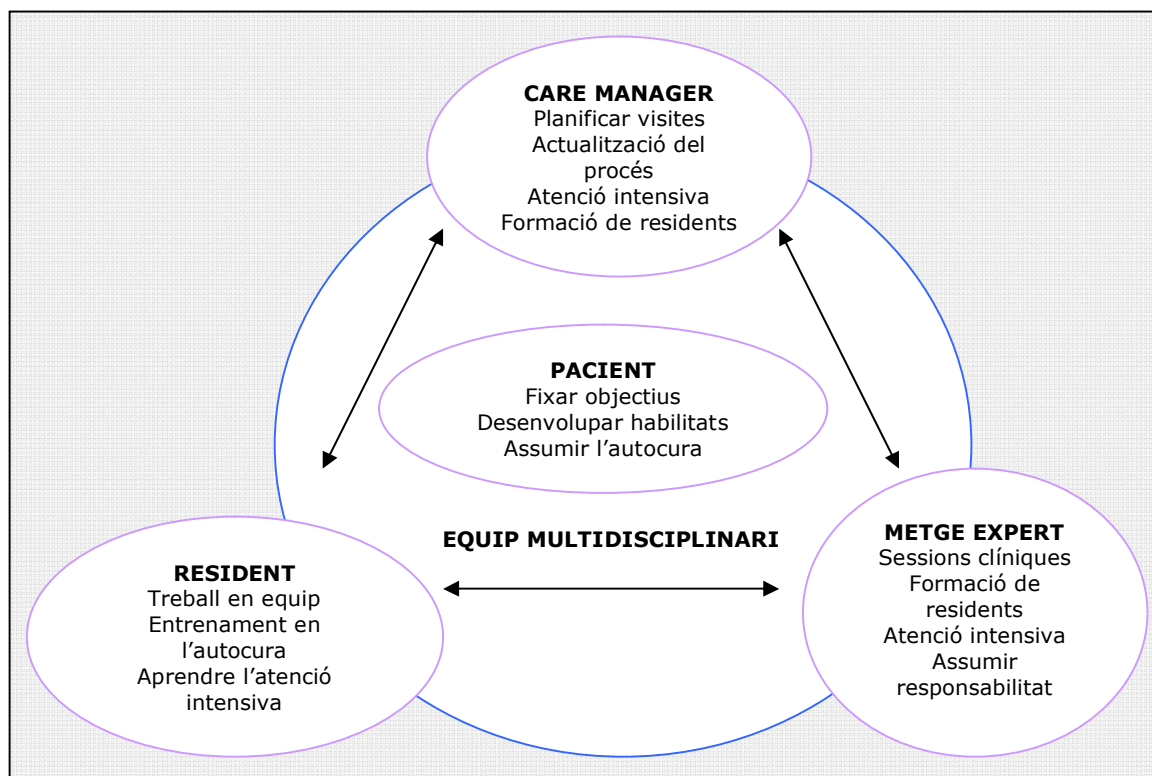 CARE MANAGER
Planificar visites
Actualització del
procés
Atenció intensiva
Formació de residents
PACIENT
Fixar objectius
Desenvolupar habilitats
Assumir l’autocura
EQUIP MULTIDISCIPLINARI
RESIDENT
Treball en equip
Entrenament en
l’autocura
Aprendre l’atenció
intensiva
METGE EXPERT
Sessions clíniques
Formació de
residents
Atenció intensiva
Assumir
responsabilitat